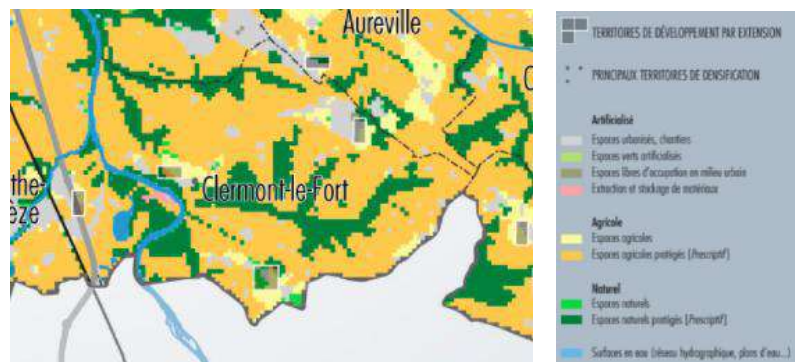 Aureville
C
Clermont-le-Fort
the-
èze
TERRITOIRES DE DÉVELOPPEMENT PAR EXTENSION
PRINCIPAUX TERRITOIRES DE DENSIFICATION
Artificialisé
Espaces urbanisés, chantiers
Espaces verts artificialisés
Espaces libres d'occupation en milieu urbain
Extraction et stockage de matériaux
Agricole
Espaces agricoles
Espaces agricoles protégés (Prescriptif)
Naturel
Espaces naturels
Espaces naturels protégés (Prescriptif)
Surfaces en eau (réseau hydrographique, plans d'eau...)